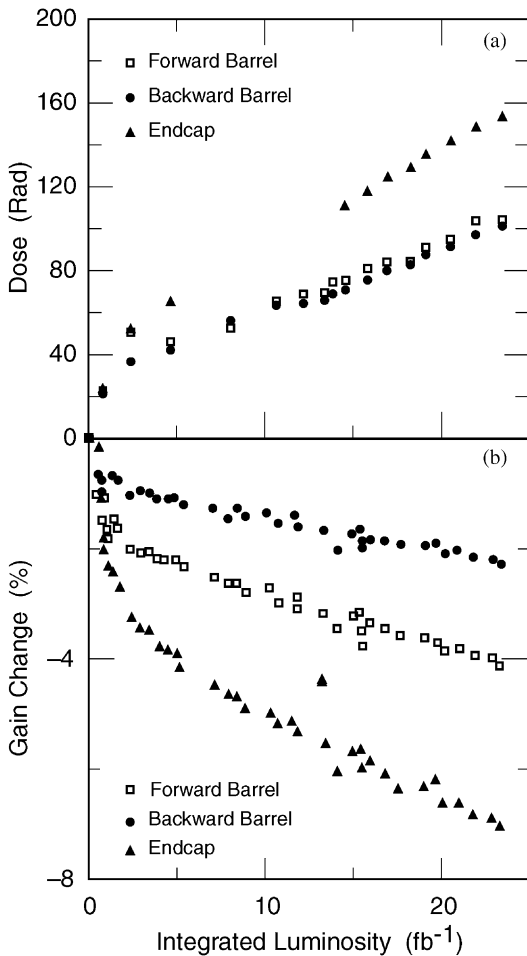 200
(a)
Forward Barrel
Backward Barrel
160
Endcap
120
Dose (Rad)
80
40
0
(b)
Gain Change (%)
−4
Forward Barrel
Backward Barrel
Endcap
−8
0 10 20
Integrated Luminosity (fb-1)